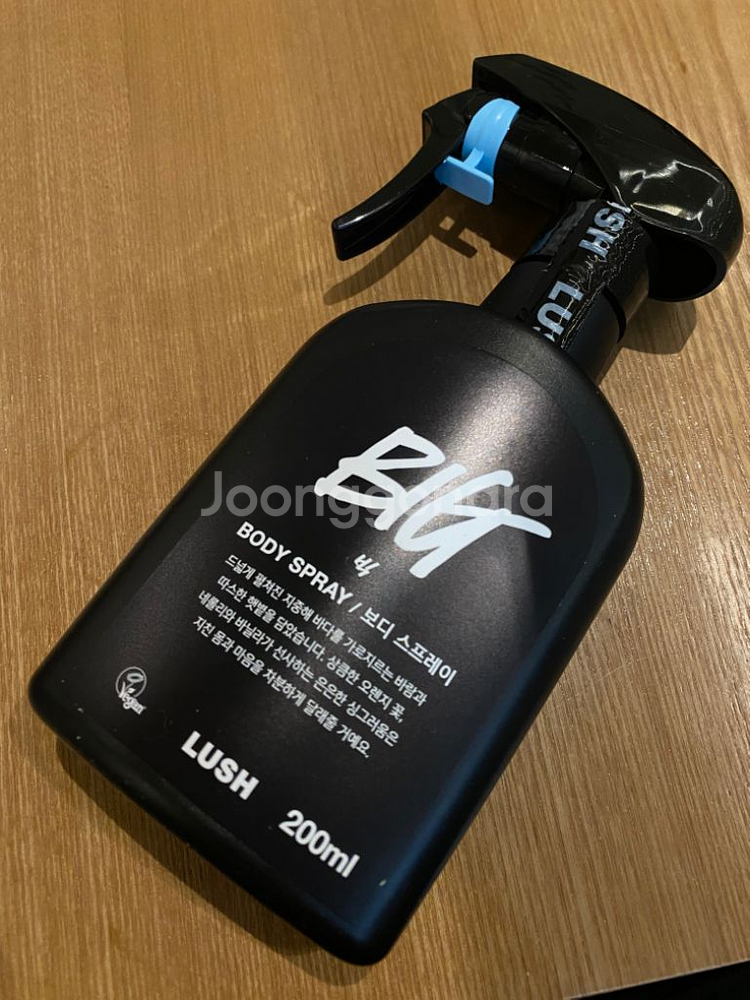 LUSH LUS
BIG
Joonggonara
빅
BODY SPRAY / 보디 스프레이
드넓게 펼쳐진 지중해 바다를 가로지르는 바람과
따스한 햇볕을 담았습니다. 상큼한 오렌지 꽃,
네롤리와 바닐라가 선사하는 은은한 싱그러움은
지친 몸과 마음을 차분하게 달래줄 거예요.
Vegan
LUSH 200ml